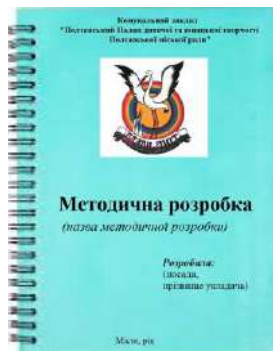 Комунальний заклад
"Полтавський Палац дитячої та юнацької творчості
Полтавської міської ради"
Методична розробка
(назва методичної розробки)
Розробила:
(посада,
прізвище укладача)
Місто, рік